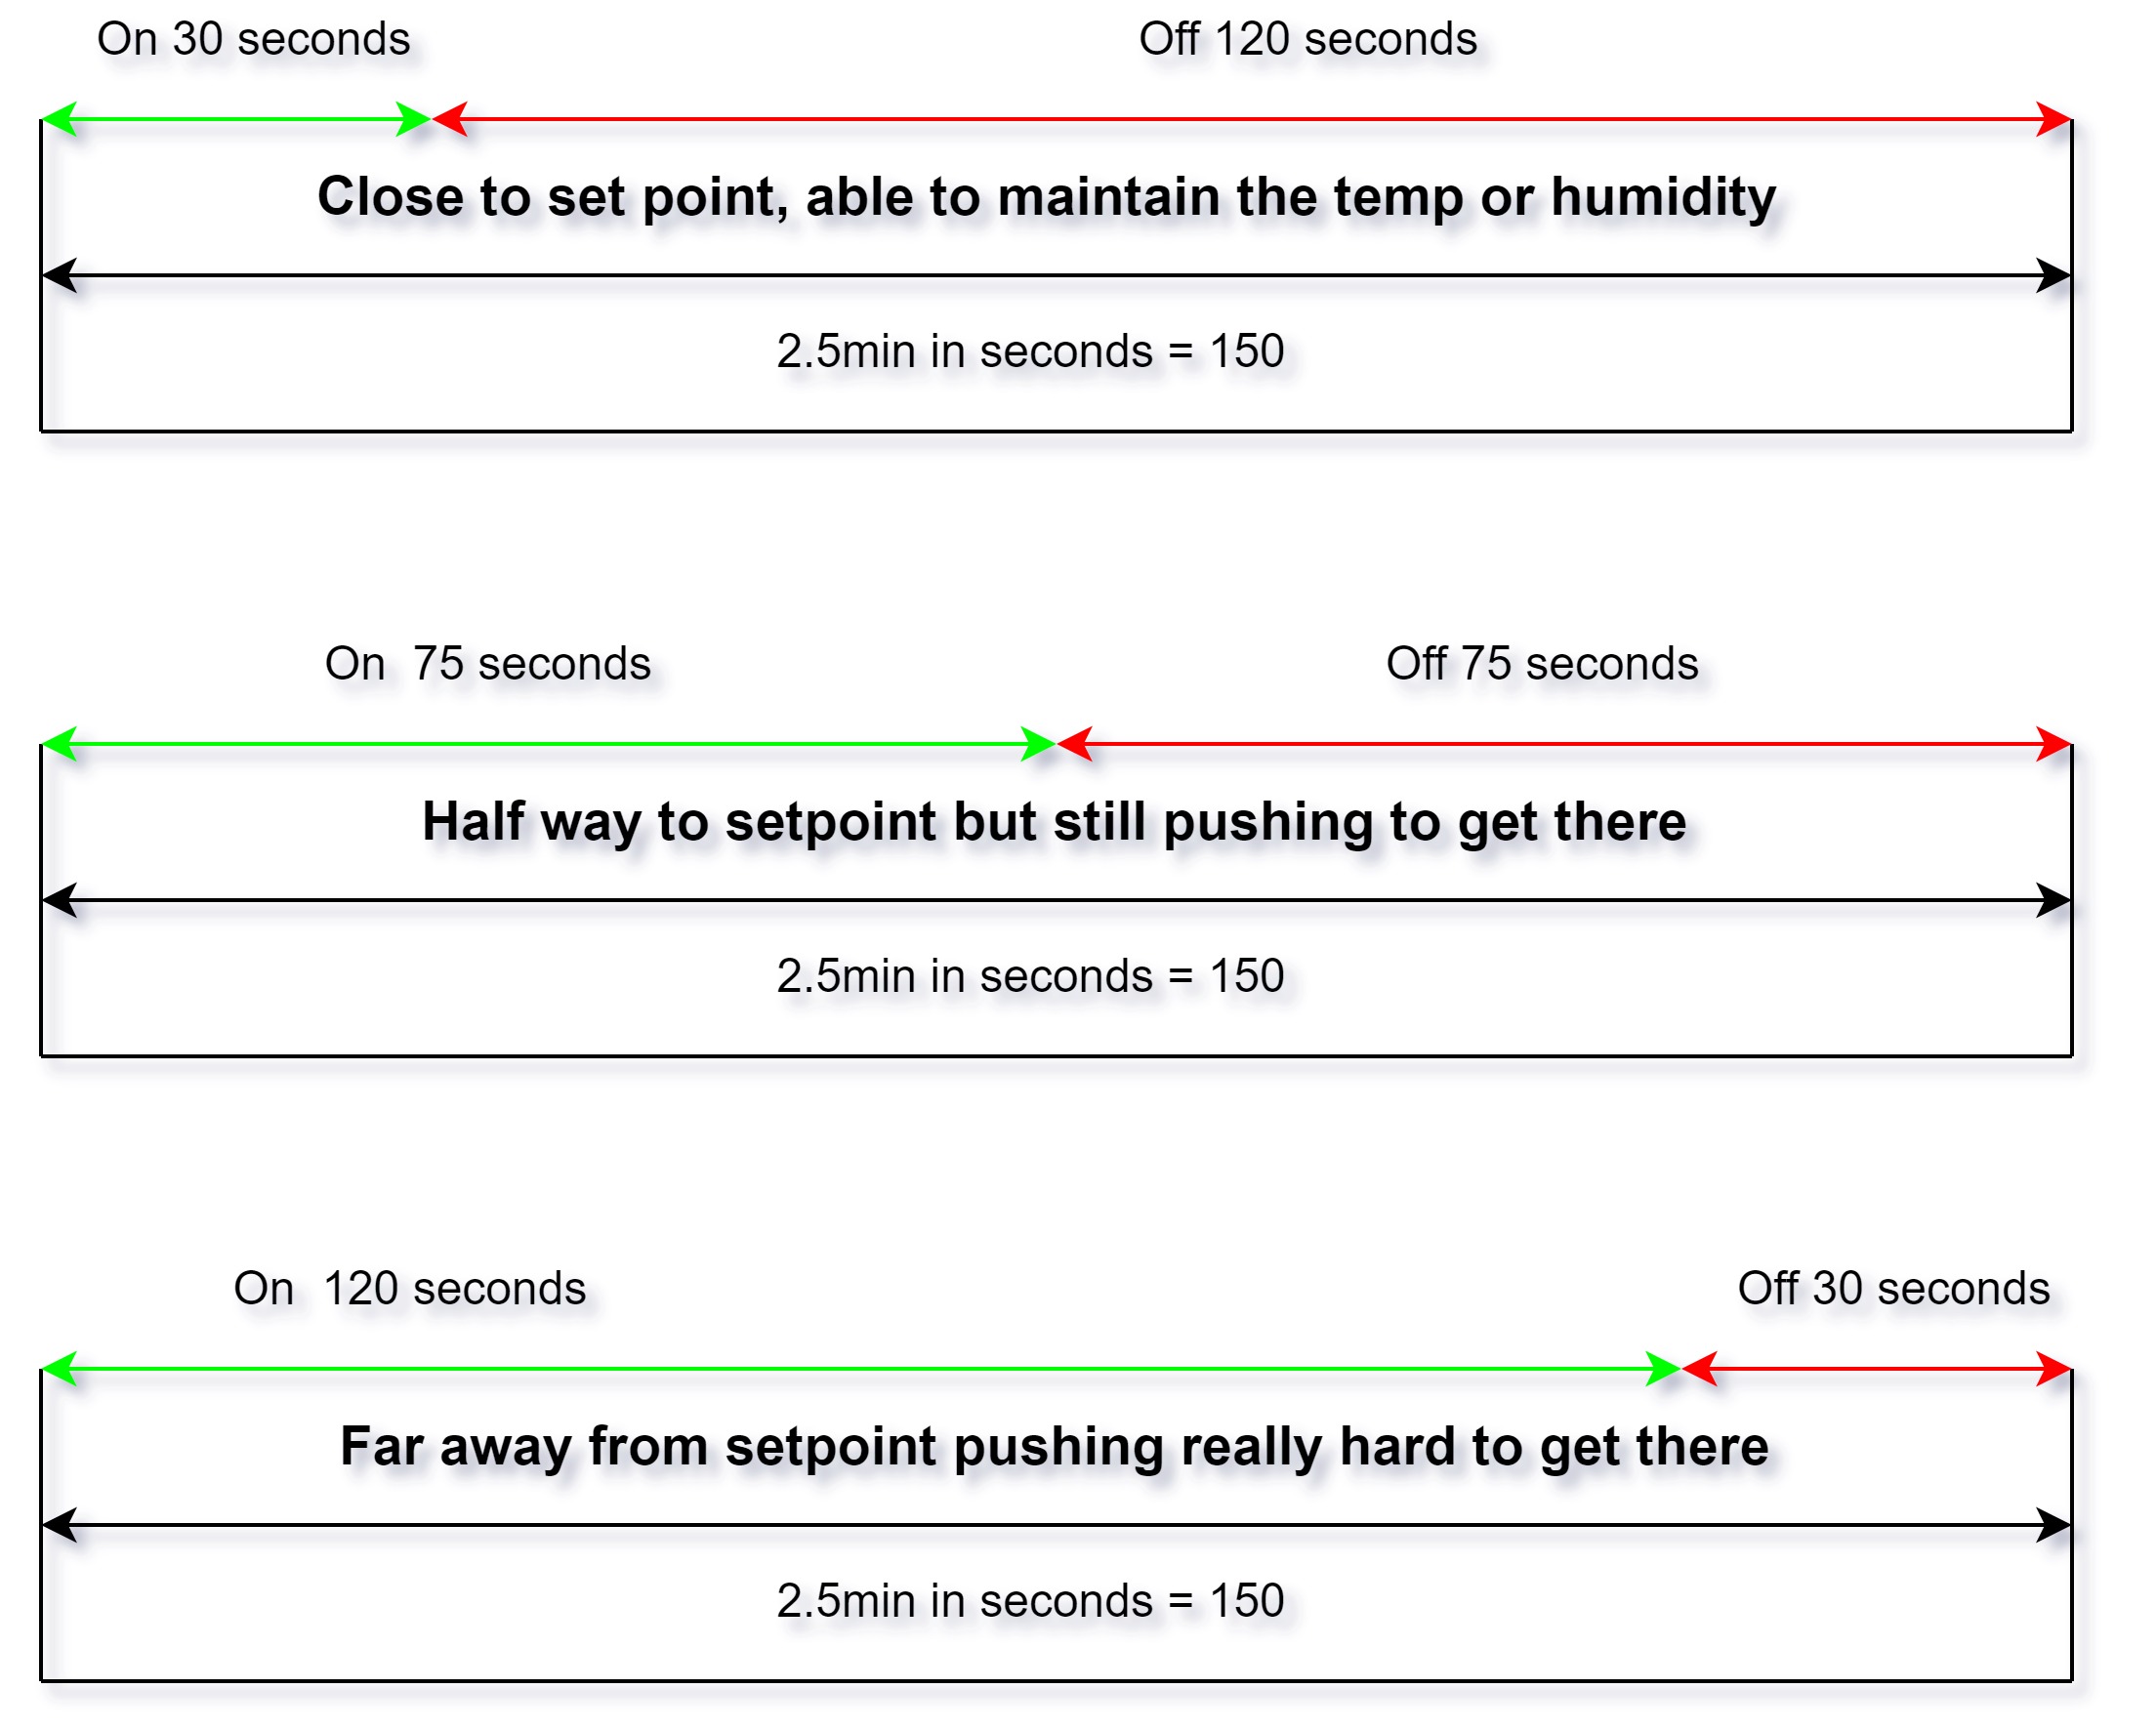 On 30 seconds
Off 120 seconds
Close to set point, able to maintain the temp or humidity
2.5min in seconds = 150
On  75 seconds
Off 75 seconds
Half way to setpoint but still pushing to get there
2.5min in seconds = 150
On  120 seconds
Off 30 seconds
Far away from setpoint pushing really hard to get there
2.5min in seconds = 150